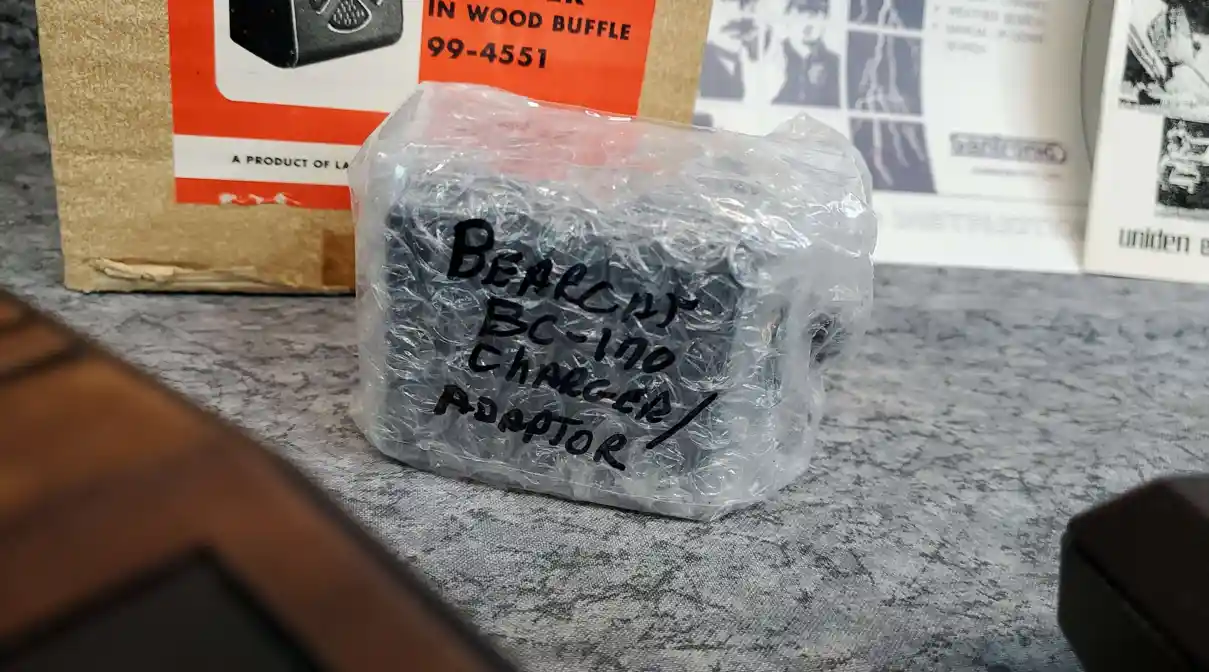 IN WOOD BUFFLE
99-4551
A PRODUCT OF LA
BEARCAT
BC-170
CHARGER/
ADAPTOR
uniden